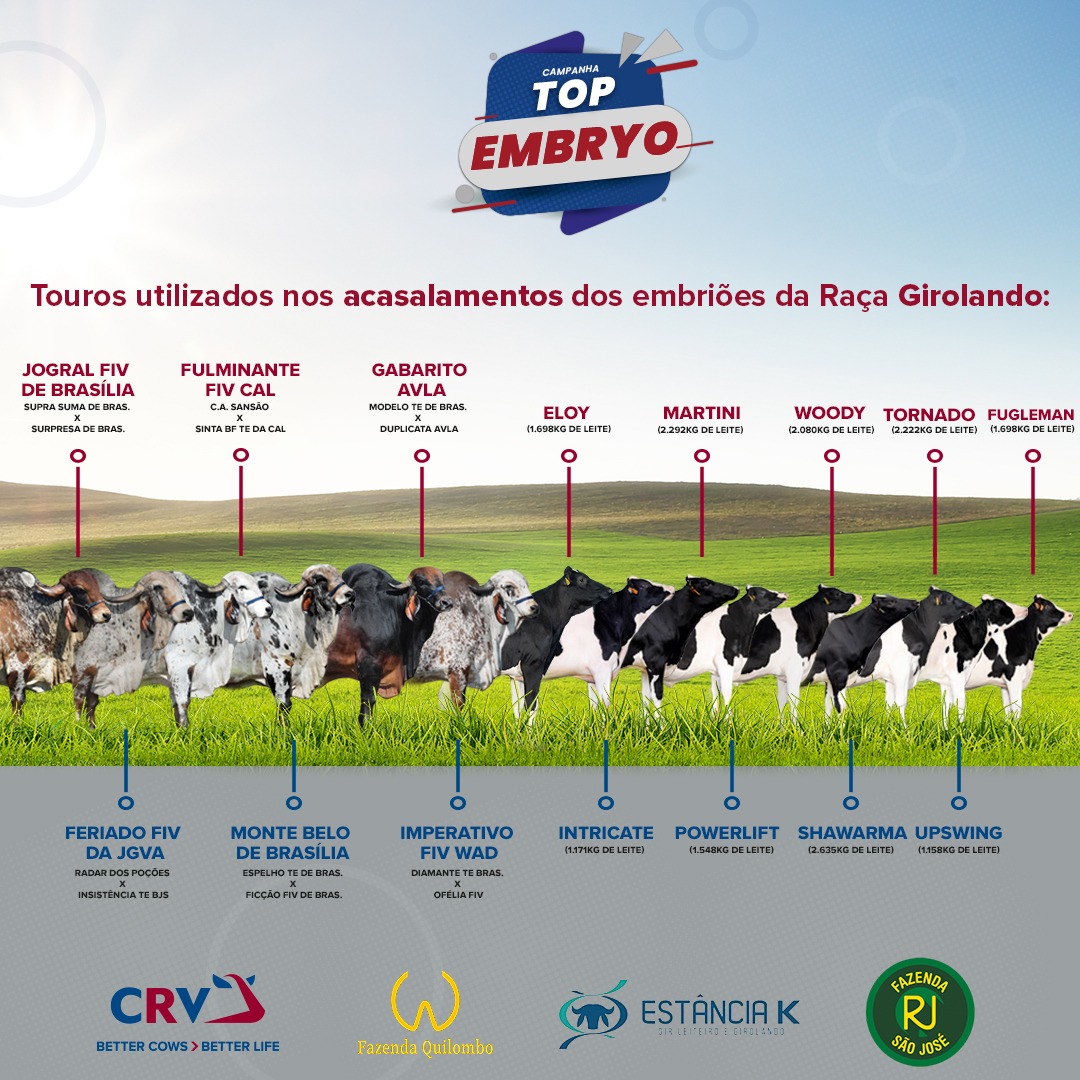 CAMPANHA
TOP
EMBRYO
Touros utilizados nos acasalamentos dos embriões da Raça Girolando:
JOGRAL FIV
DE BRASÍLIA
SUPRA SUMA DE BRAS.
X
SURPRESA DE BRAS.
FULMINANTE
FIV CAL
C.A. SANSÃO
X
SINTA BF TE DA CAL
GABARITO
AVLA
MODELO TE DE BRAS.
X
DUPLICATA AVLA
ELOY
(1.698KG DE LEITE)
MARTINI
(2.292KG DE LEITE)
WOODY
(2.080KG DE LEITE)
TORNADO
(2.222KG DE LEITE)
FUGLEMAN
(1.698KG DE LEITE)
FERIADO FIV
DA JGVA
RADAR DOS POÇÕES
X
INSISTÊNCIA TE BJS
MONTE BELO
DE BRASÍLIA
ESPELHO TE DE BRAS.
X
FICÇÃO FIV DE BRAS.
IMPERATIVO
FIV WAD
DIAMANTE TE BRAS.
X
OFÉLIA FIV
INTRICATE
(1.171KG DE LEITE)
POWERLIFT
(1.548KG DE LEITE)
SHAWARMA
(2.635KG DE LEITE)
UPSWING
(1.158KG DE LEITE)
CRV
BETTER COWS > BETTER LIFE
Fazenda Quilombo
ESTÂNCIA K
GIR LEITEIRO E GIROLANDO
FAZENDA
RJ
SÃO JOSÉ